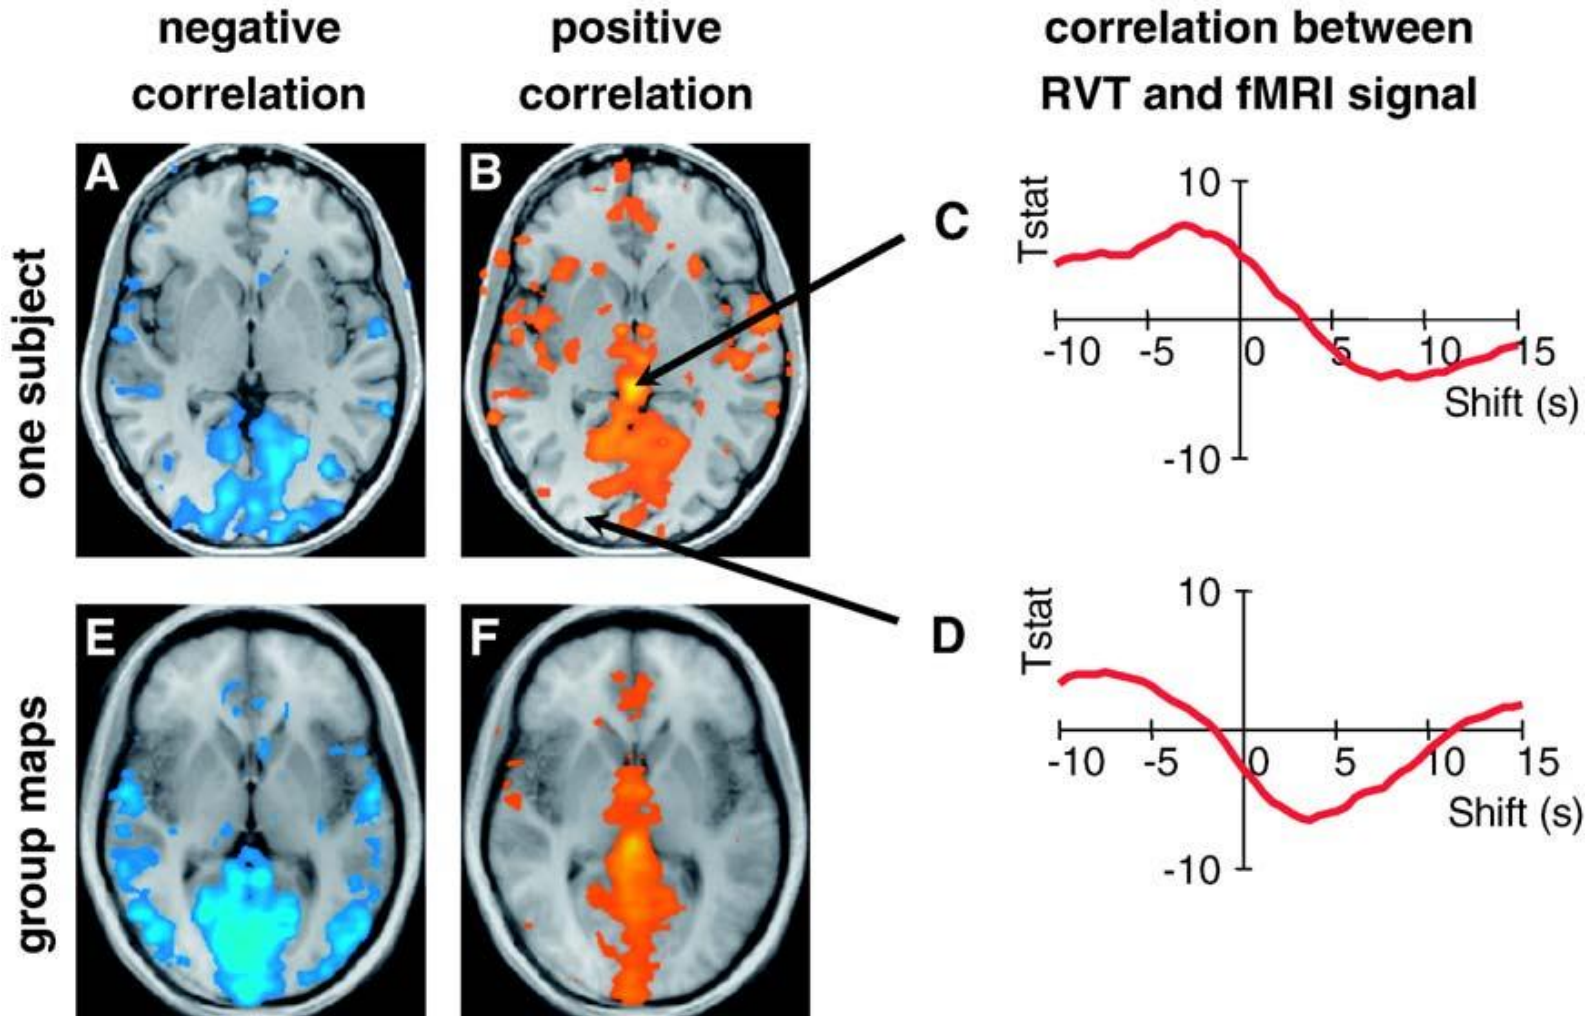 negative
correlation
positive
correlation
correlation between
RVT and fMRI signal
one subject
A
B
C
Tstat
10
-10 -5 0 5 10 15
Shift (s)
-10
D
Tstat
10
-10 -5 0 5 10 15
Shift (s)
-10
group maps
E
F